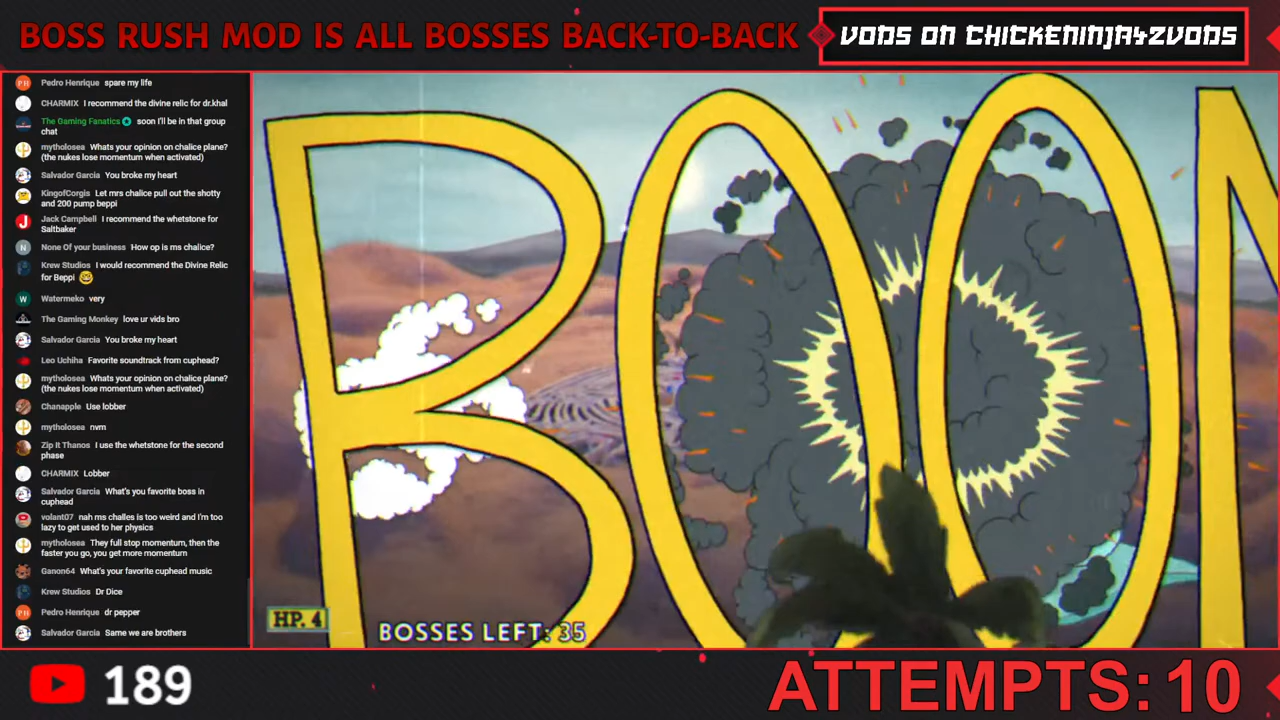 BOSS RUSH MOD IS ALL BOSSES BACK-TO-BACK
VODS ON CHICKENINJA42VODS
Pedro Henrique spare my life
CHARMIX I recommend the divine relic for dr.khal
The Gaming Fanatics soon I'll be in that group
chat
mytholosea Whats your opinion on chalice plane?
(the nukes lose momentum when activated)
Salvador Garcia You broke my heart
KingofCorgis Let mrs chalice pull out the shotty
and 200 pump beppi
Jack Campbell I recommend the whetstone for
Saltbaker
None Of your business How op is ms chalice?
Krew Studios I would recommend the Divine Relic
for Beppi
Watermeko very
The Gaming Monkey love ur vids bro
Salvador Garcia You broke my heart
Leo Uchiha Favorite soundtrack from cuphead?
mytholosea Whats your opinion on chalice plane?
(the nukes lose momentum when activated)
Chanapple Use lobber
mytholosea nvm
Zip It Thanos I use the whetstone for the second
phase
CHARMIX Lobber
Salvador Garcia What's you favorite boss in
cuphead
volant07 nah ms challes is too weird and I'm too
lazy to get used to her physics
mytholosea They full stop momentum, then the
faster you go, you get more momentum
Ganon64 What's your favorite cuphead music
Krew Studios Dr Dice
Pedro Henrique dr pepper
Salvador Garcia Same we are brothers
BOOM
HP. 4
BOSSES LEFT: 35
189
ATTEMPTS: 10